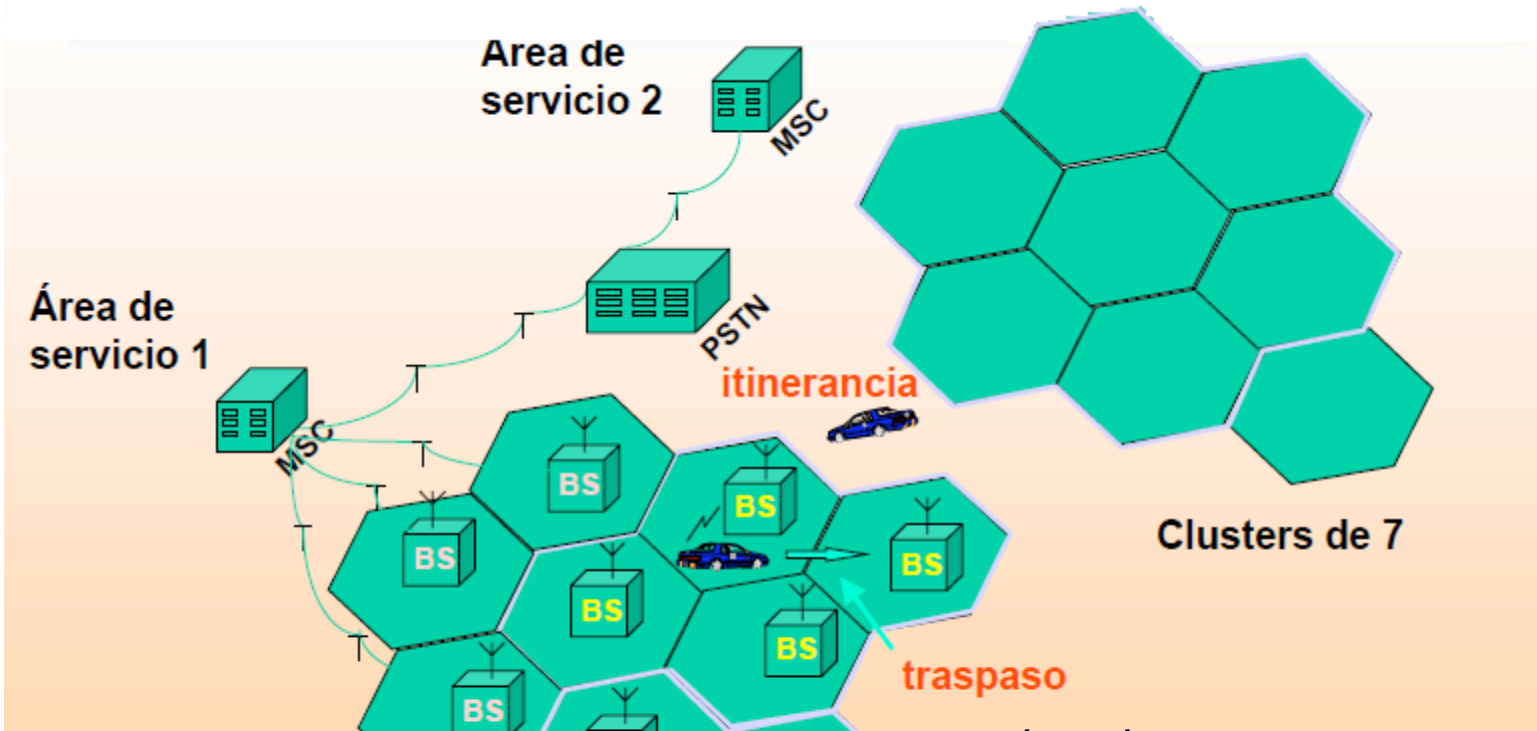 Área de
servicio 2
MSC
PSTN
Área de
servicio 1
MSC
itinerancia
BS
BS
BS
BS
BS
BS
BS
Clusters de 7
traspaso